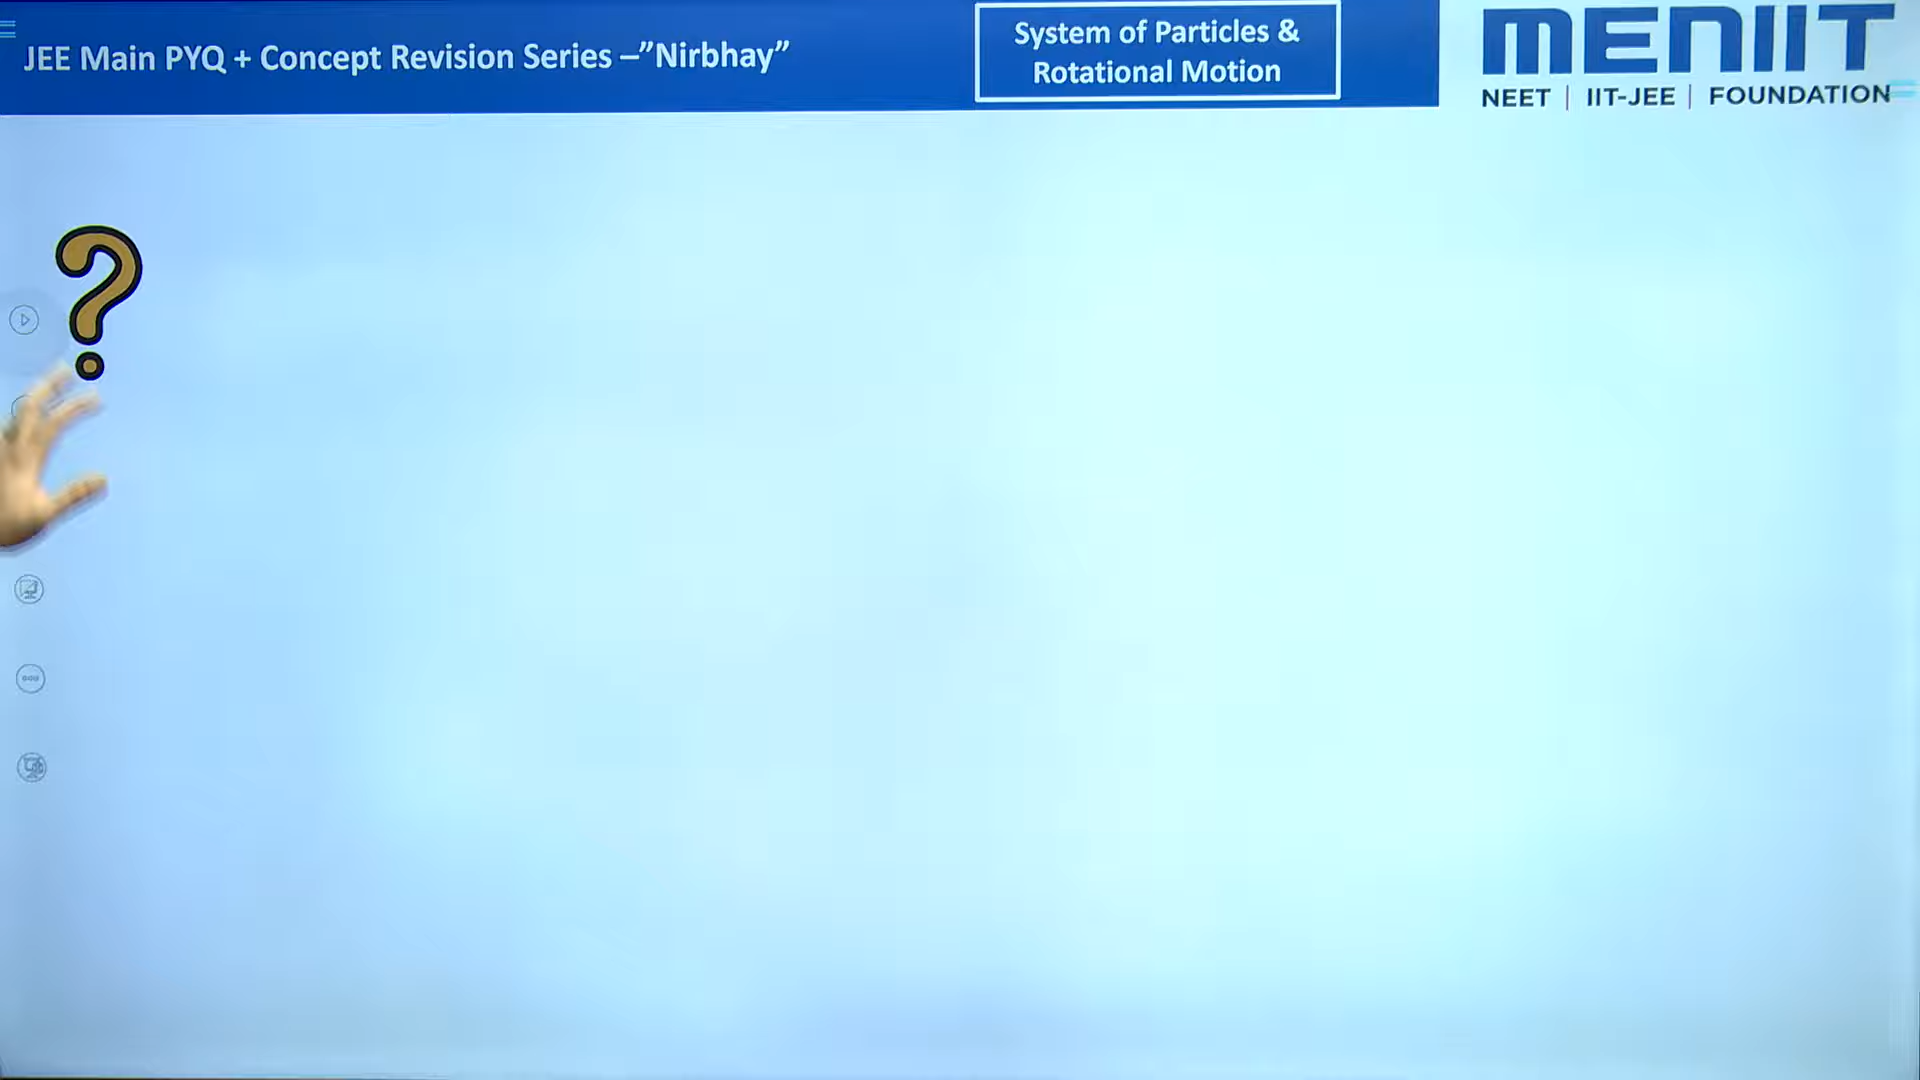 JEE Main PYQ + Concept Revision Series –”Nirbhay”
System of Particles &
Rotational Motion
MENIIT
NEET | IIT-JEE | FOUNDATION
?